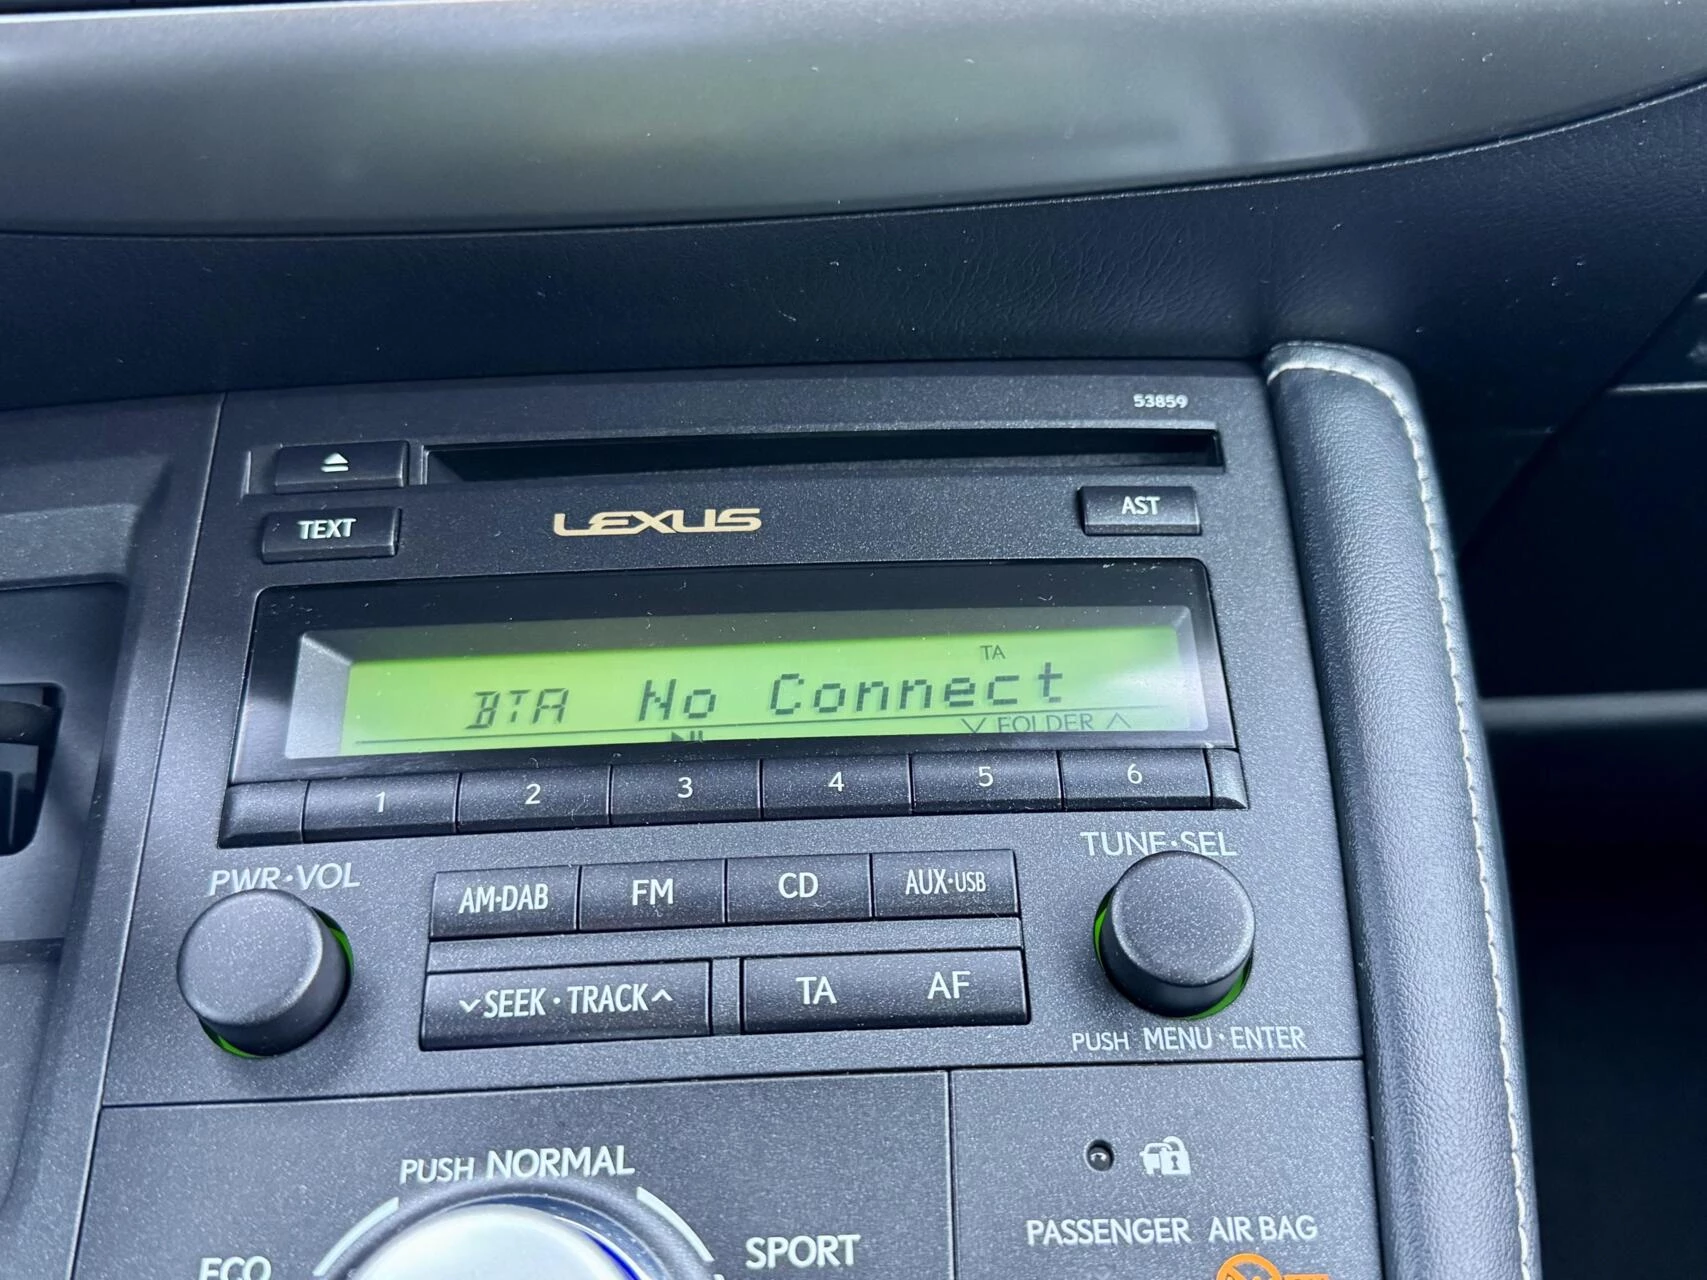 53859
TEXT
LEXUS
AST
TA
BTA No Connect
FOLDER
1 2 3 4 5 6
PWR·VOL
TUNE·SEL
AM·DAB FM CD AUX·USB
SEEK·TRACK
TA AF
PUSH MENU·ENTER
PUSH NORMAL
ECO
SPORT
PASSENGER AIR BAG